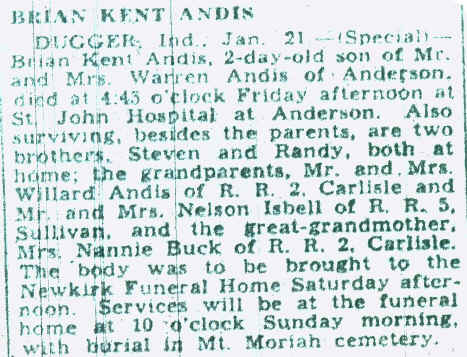 BRIAN KENT ANDIS
DUGGER, Ind., Jan. 21 —(Special)—
Brian Kent Andis, 2-day-old son of Mr.
and Mrs. Warren Andis of Anderson,
died at 4:45 o'clock Friday afternoon at
St. John Hospital at Anderson. Also
surviving, besides the parents, are two
brothers, Steven and Randy, both at
home; the grandparents, Mr. and Mrs.
Willard Andis of R. R. 2, Carlisle and
Mr. and Mrs. Nelson Isbell of R. R. 5,
Sullivan, and the great-grandmother,
Mrs. Nannie Buck of R. R. 2, Carlisle.
The body was to be brought to the
Newkirk Funeral Home Saturday after-
noon. Services will be at the funeral
home at 10 o'clock Sunday morning,
with burial in Mt. Moriah cemetery.